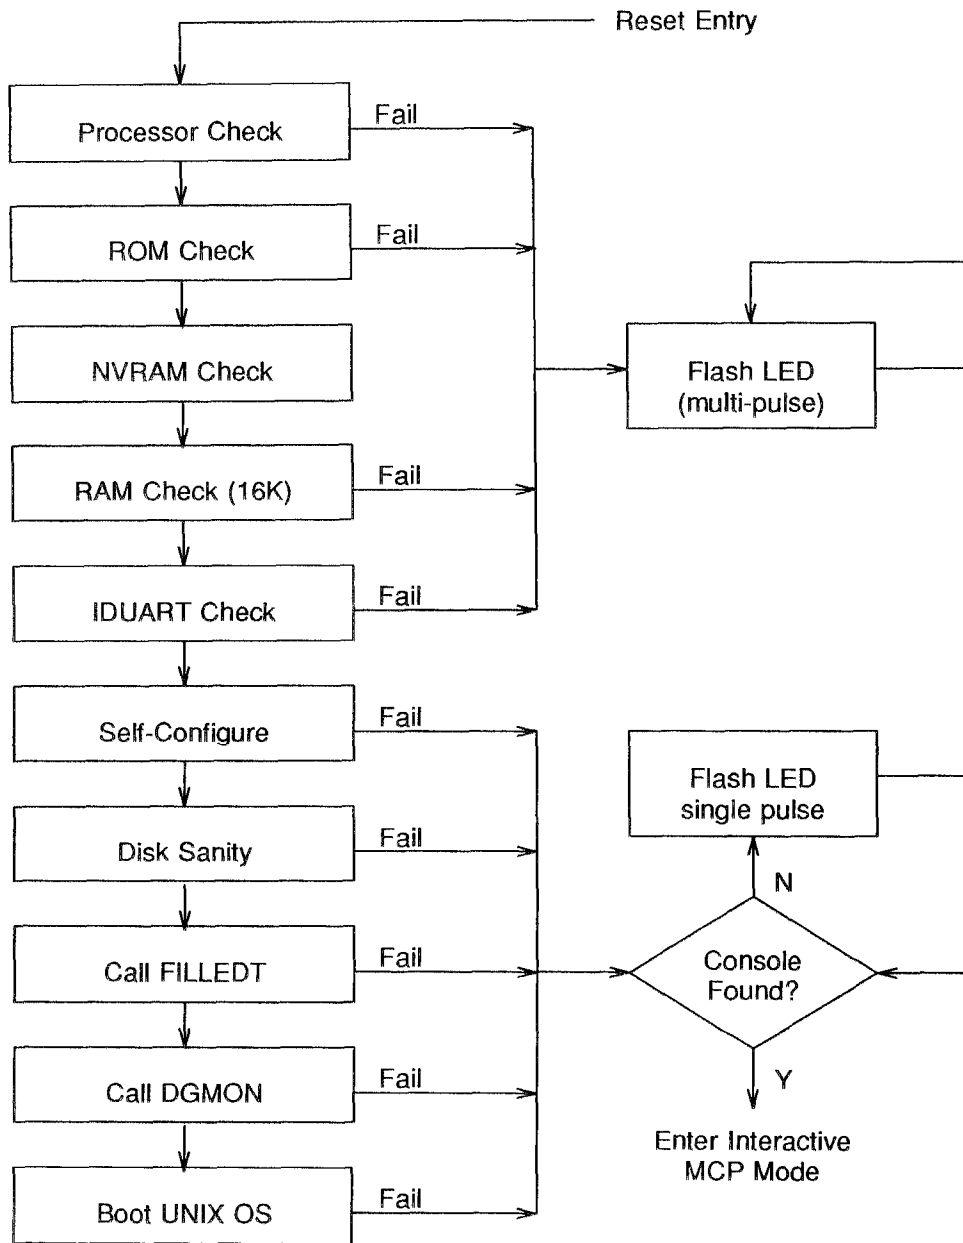 Reset Entry
Processor Check
Fail
ROM Check
Fail
NVRAM Check
Flash LED
(multi-pulse)
RAM Check (16K)
Fail
IDUART Check
Fail
Self-Configure
Fail
Flash LED
single pulse
Disk Sanity
Fail
N
Call FILLEDT
Fail
Console
Found?
Call DGMON
Fail
Y
Enter Interactive
MCP Mode
Boot UNIX OS
Fail